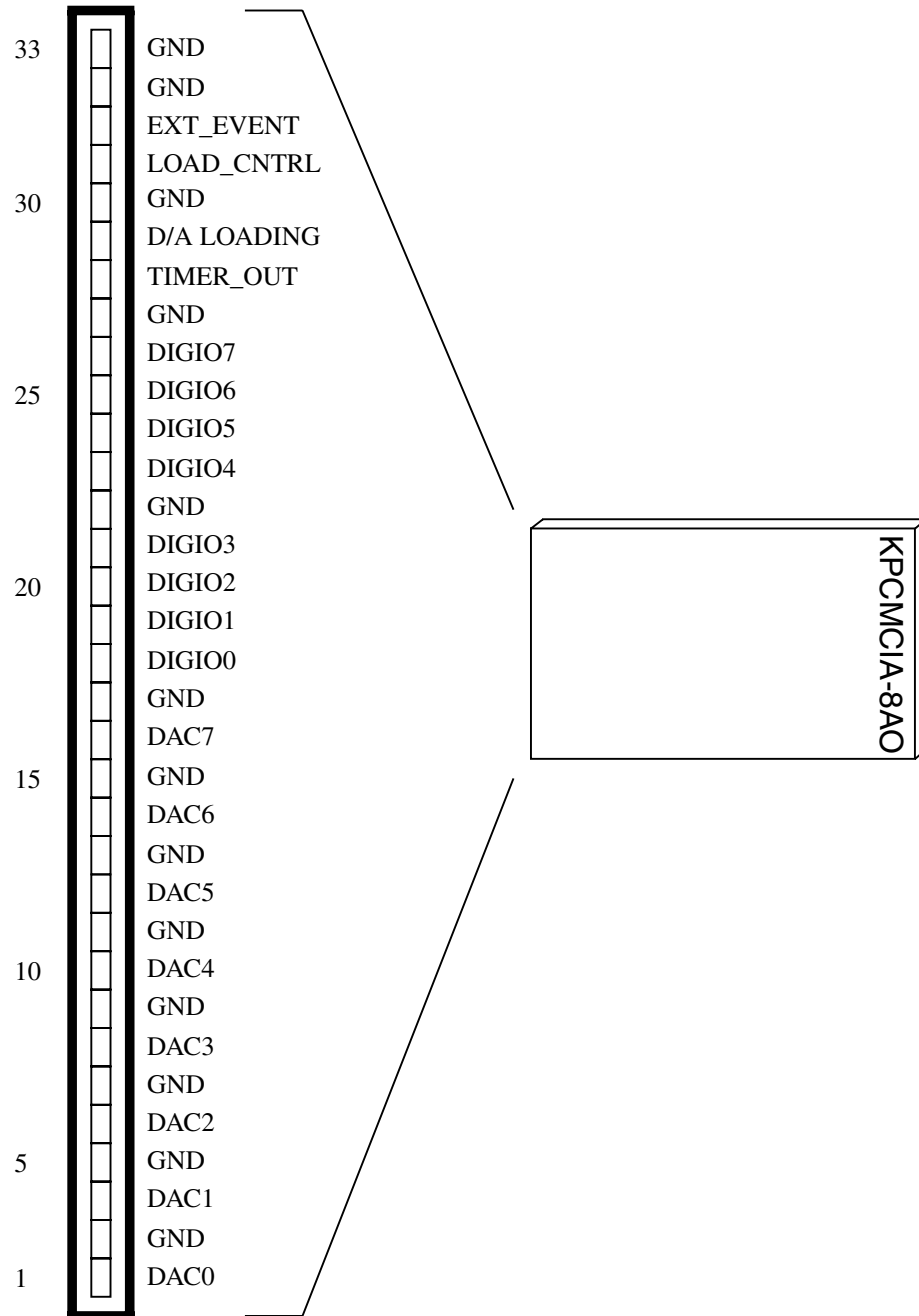 33 GND
GND
EXT_EVENT
LOAD_CNTRL
30 GND
D/A LOADING
TIMER_OUT
GND
DIGIO7
25 DIGIO6
DIGIO5
DIGIO4
GND
DIGIO3
20 DIGIO2
DIGIO1
DIGIO0
GND
DAC7
15 GND
DAC6
GND
DAC5
GND
10 DAC4
GND
DAC3
GND
DAC2
5 GND
DAC1
GND
1 DAC0
KPCMCIA-8AO